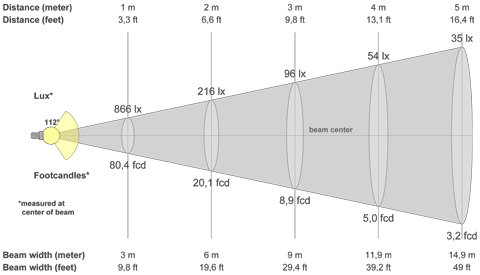 Distance (meter) 1 m 2 m 3 m 4 m 5 m
Distance (feet) 3,3 ft 6,6 ft 9,8 ft 13,1 ft 16,4 ft
35 lx
54 lx
96 lx
216 lx
866 lx
Lux*
112°
beam center
80,4 fcd
Footcandles*
20,1 fcd
8,9 fcd
5,0 fcd
3,2 fcd
*measured at
center of beam
Beam width (meter) 3 m 6 m 9 m 11,9 m 14,9 m
Beam width (feet) 9,8 ft 19,6 ft 29,4 ft 39,2 ft 49 ft